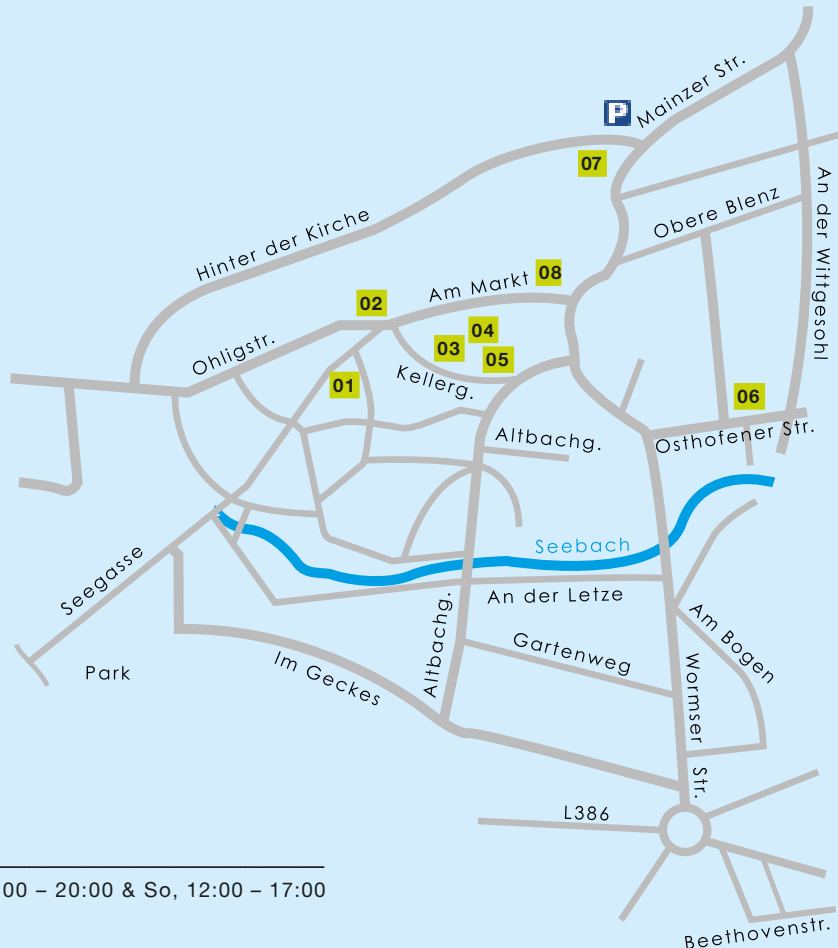 Mainzer Str.
P
07
An der Wittgesohl
Obere Blenz
Hinter der Kirche
08
Am Markt
02
04
03
05
Ohligstr.
Kellerg.
01
06
Osthofener Str.
Altbachg.
Seebach
Seegasse
An der Letze
Altbachg.
Gartenweg
Am Bogen
Park
Im Geckes
Wormser Str.
L386
00 – 20:00 & So, 12:00 – 17:00
Beethovenstr.